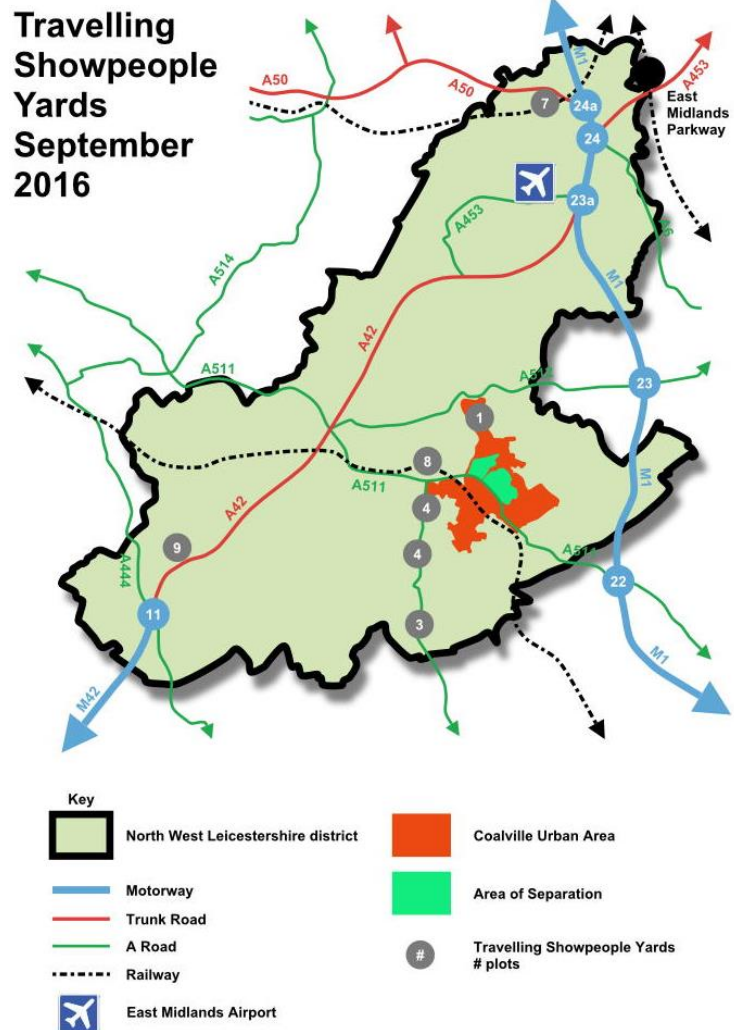 Travelling
Showpeople
Yards
September
2016
M1
A50
A50
A453
7
24a
East
Midlands
Parkway
24
23a
A453
A6
A514
M1
A42
A511
A512
23
1
8
A511
M1
A42
4
9
4
A444
A511
22
11
3
M1
M42
Key
North West Leicestershire district
Coalville Urban Area
Motorway
Area of Separation
Trunk Road
A Road
#
Travelling Showpeople Yards
# plots
Railway
East Midlands Airport